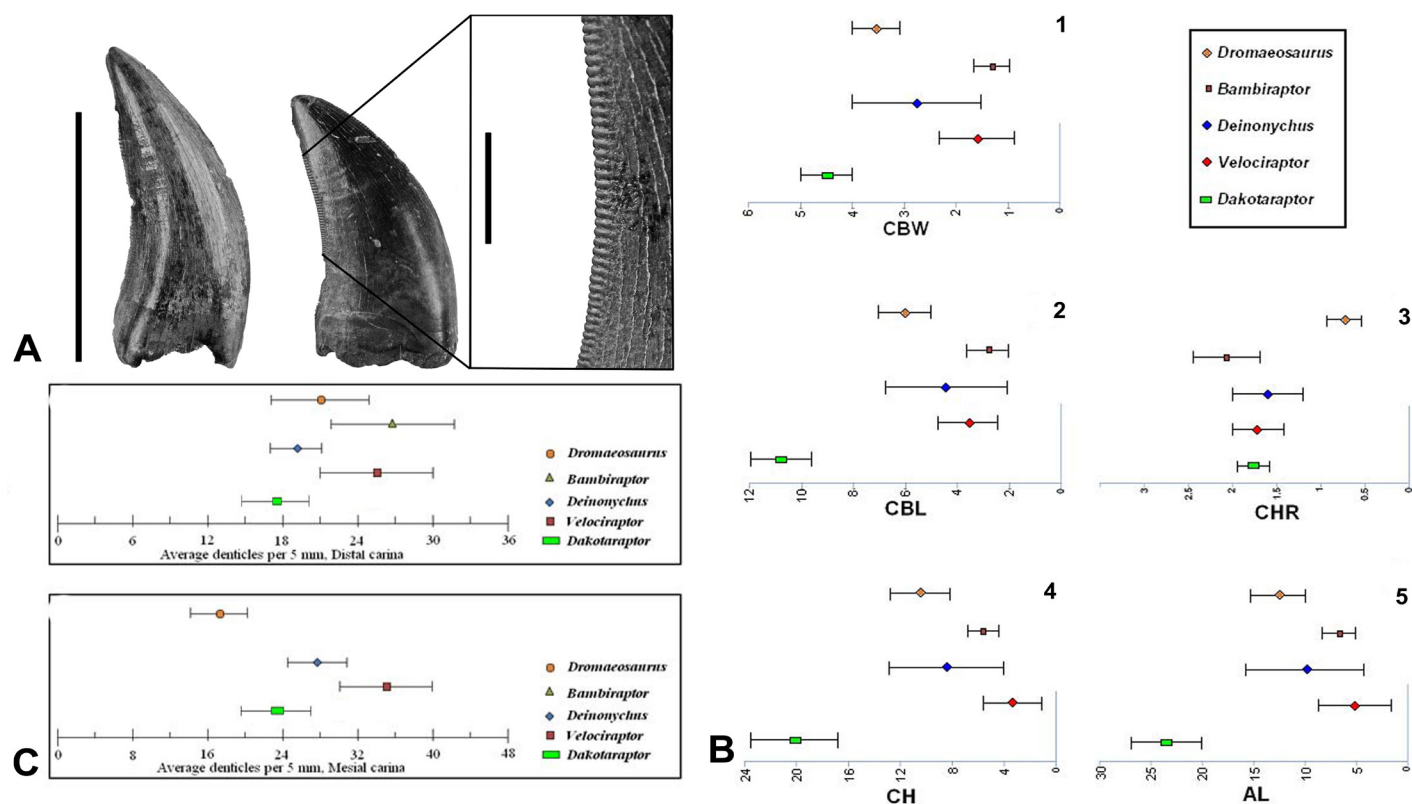 A
0 6 12 18 24 30 36
Average denticles per 5 mm, Distal carina
Dromaeosaurus
Bambiraptor
Deinonychus
Velociraptor
Dakotaraptor
C
0 8 16 24 32 40 48
Average denticles per 5 mm, Mesial carina
Dromaeosaurus
Bambiraptor
Deinonychus
Velociraptor
Dakotaraptor
B
1
6 5 4 3 2 1 0
CBW
Dromaeosaurus
Bambiraptor
Deinonychus
Velociraptor
Dakotaraptor
2
12 10 8 6 4 2 0
CBL
3
2.5 2 1.5 1 0.5 0
CHR
4
24 20 16 12 8 4 0
CH
5
30 25 20 15 10 5 0
AL